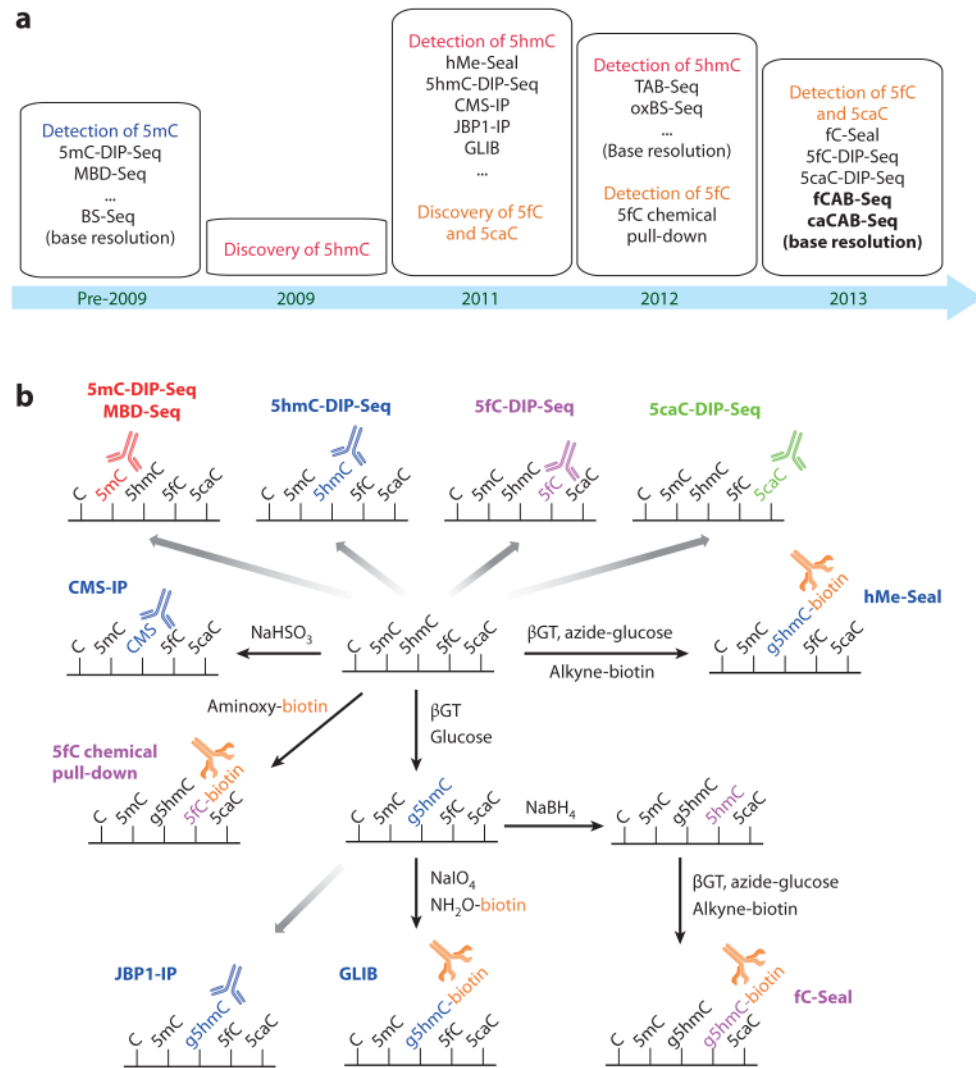 a
Detection of 5mC
5mC-DIP-Seq
MBD-Seq
...
BS-Seq
(base resolution)
Discovery of 5hmC
Detection of 5hmC
hMe-Seal
5hmC-DIP-Seq
CMS-IP
JBP1-IP
GLIB
...
Discovery of 5fC
and 5caC
Detection of 5hmC
TAB-Seq
oxBS-Seq
...
(Base resolution)
Detection of 5fC
5fC chemical
pull-down
Detection of 5fC
and 5caC
fC-Seal
5fC-DIP-Seq
5caC-DIP-Seq
fCAB-Seq
caCAB-Seq
(base resolution)
Pre-2009
2009
2011
2012
2013
b
5mC-DIP-Seq
MBD-Seq
C 5mC 5hmC 5fC 5caC
5hmC-DIP-Seq
C 5mC 5hmC 5fC 5caC
5fC-DIP-Seq
C 5mC 5hmC 5fC 5caC
5caC-DIP-Seq
C 5mC 5hmC 5fC 5caC
CMS-IP
C 5mC CMS 5fC 5caC
NaHSO3
C 5mC 5hmC 5fC 5caC
βGT, azide-glucose
Alkyne-biotin
hMe-Seal
C 5mC g5hmC-biotin 5fC 5caC
Aminoxy-biotin
βGT
Glucose
5fC chemical
pull-down
C 5mC g5hmC 5fC-biotin 5caC
C 5mC g5hmC 5fC 5caC
NaBH4
C 5mC g5hmC 5hmC 5caC
NaIO4
NH2O-biotin
βGT, azide-glucose
Alkyne-biotin
JBP1-IP
C 5mC g5hmC 5fC 5caC
GLIB
C 5mC g5hmC-biotin 5fC 5caC
fC-Seal
C 5mC g5hmC g5hmC-biotin 5caC